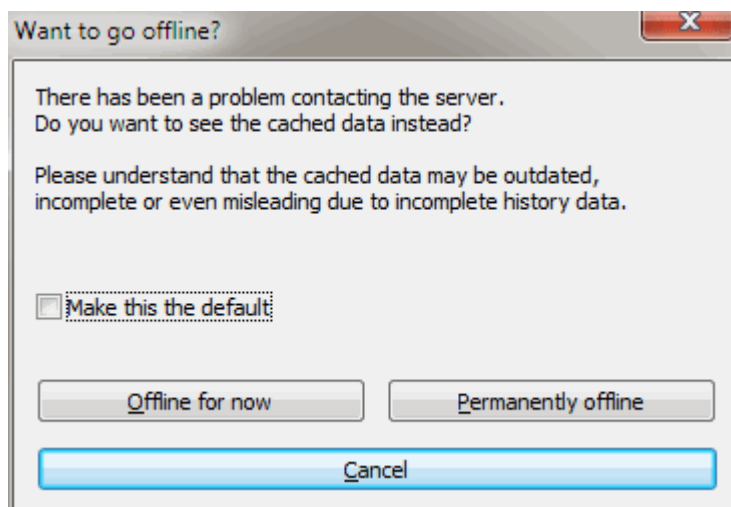 Want to go offline?
There has been a problem contacting the server.
Do you want to see the cached data instead?
Please understand that the cached data may be outdated,
incomplete or even misleading due to incomplete history data.
Make this the default
Offline for now
Permanently offline
Cancel